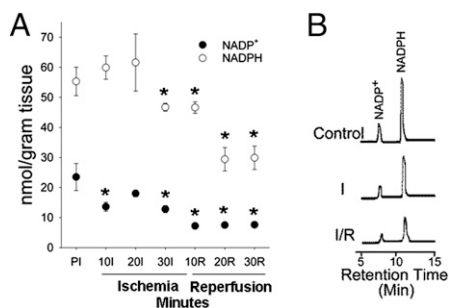 A
nmol/gram tissue
70
60
50
40
30
20
10
0
NADP+
NADPH
*
*
*
*
*
*
*
*
*
PI 10I 20I 30I 10R 20R 30R
Ischemia Reperfusion
Minutes
B
NADP+
NADPH
Control
I
I/R
5 10 15
Retention Time
(Min)